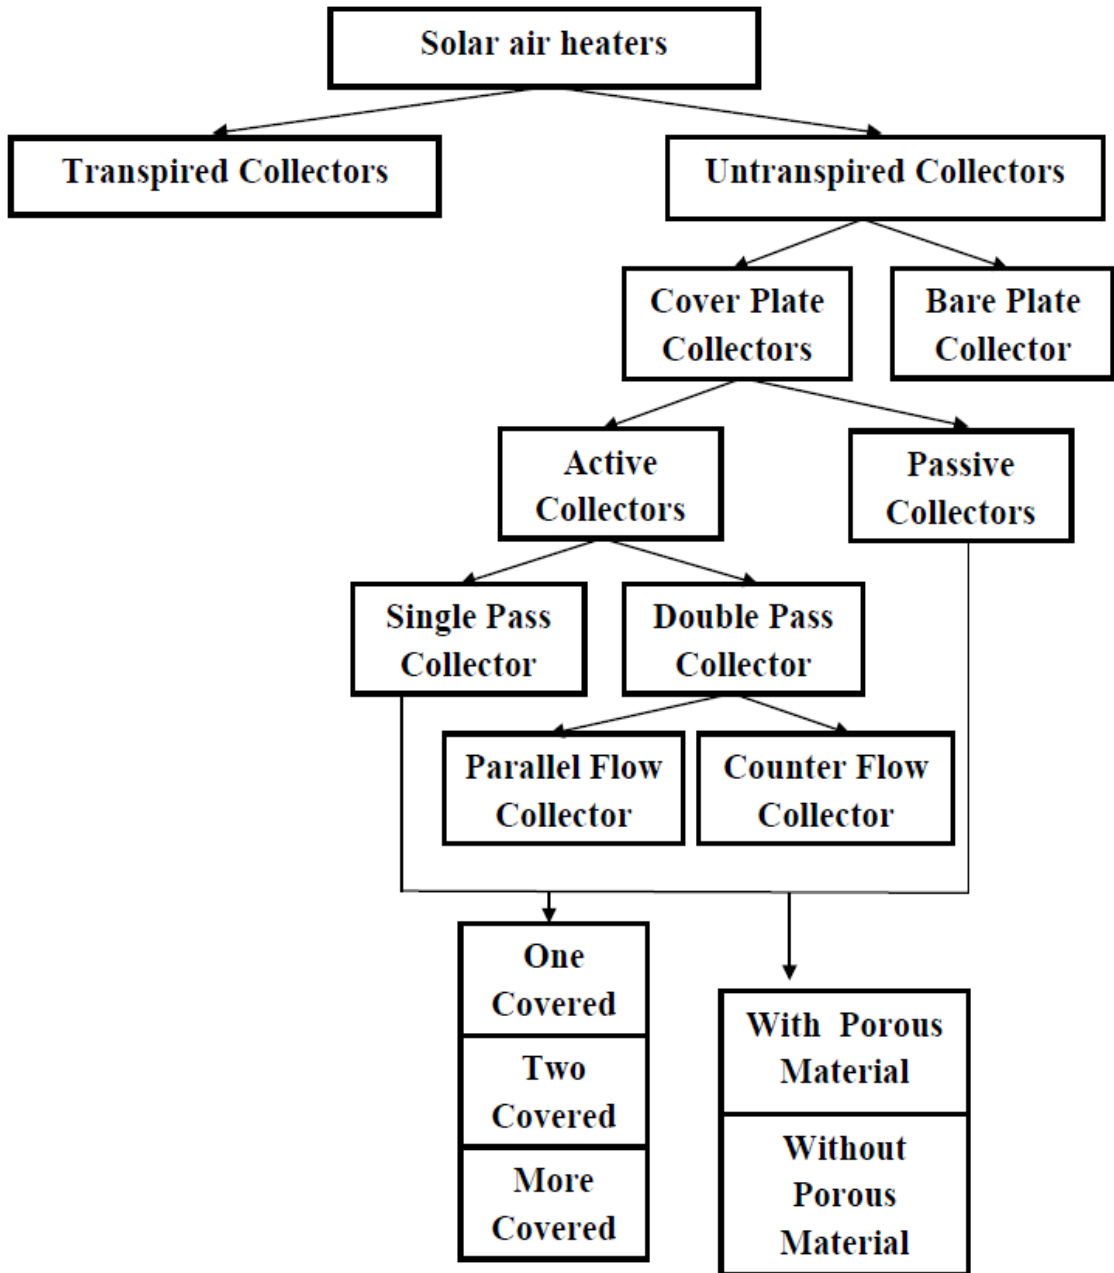 Solar air heaters
Transpired Collectors
Untranspired Collectors
Cover Plate
Collectors
Bare Plate
Collector
Active
Collectors
Passive
Collectors
Single Pass
Collector
Double Pass
Collector
Parallel Flow
Collector
Counter Flow
Collector
One
Covered
Two
Covered
More
Covered
With Porous
Material
Without
Porous
Material